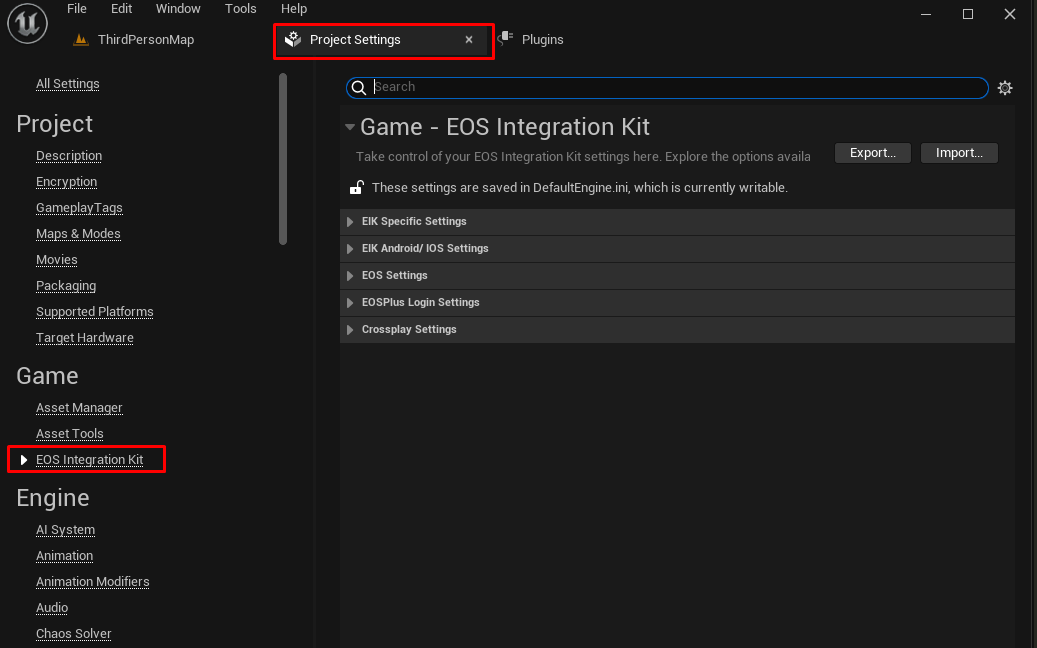 File Edit Window Tools Help
ThirdPersonMap
Project Settings
Plugins
All Settings
Project
Description
Encryption
GameplayTags
Maps & Modes
Movies
Packaging
Supported Platforms
Target Hardware
Game
Asset Manager
Asset Tools
EOS Integration Kit
Engine
AI System
Animation
Animation Modifiers
Audio
Chaos Solver
Search
Game - EOS Integration Kit
Take control of your EOS Integration Kit settings here. Explore the options availa
Export...
Import...
These settings are saved in DefaultEngine.ini, which is currently writable.
EIK Specific Settings
EIK Android/ IOS Settings
EOS Settings
EOSPlus Login Settings
Crossplay Settings